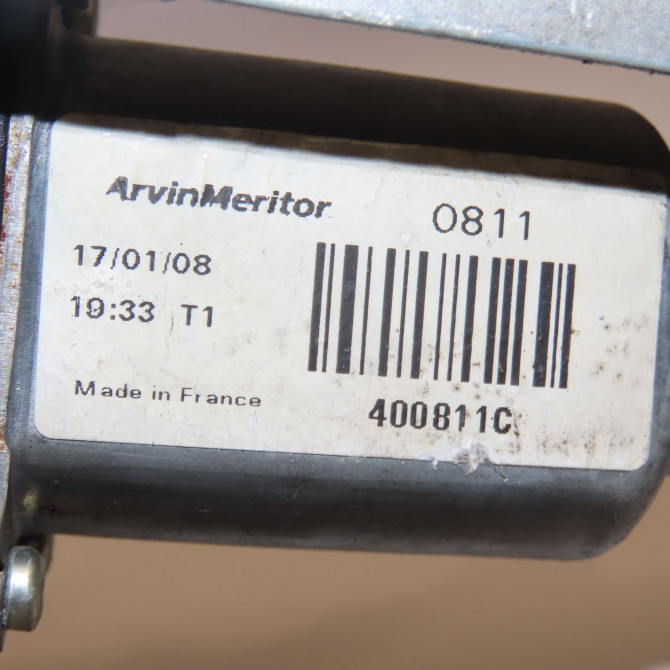 ArvinMeritor 0811
17/01/08
19:33 T1
Made in France
400811C